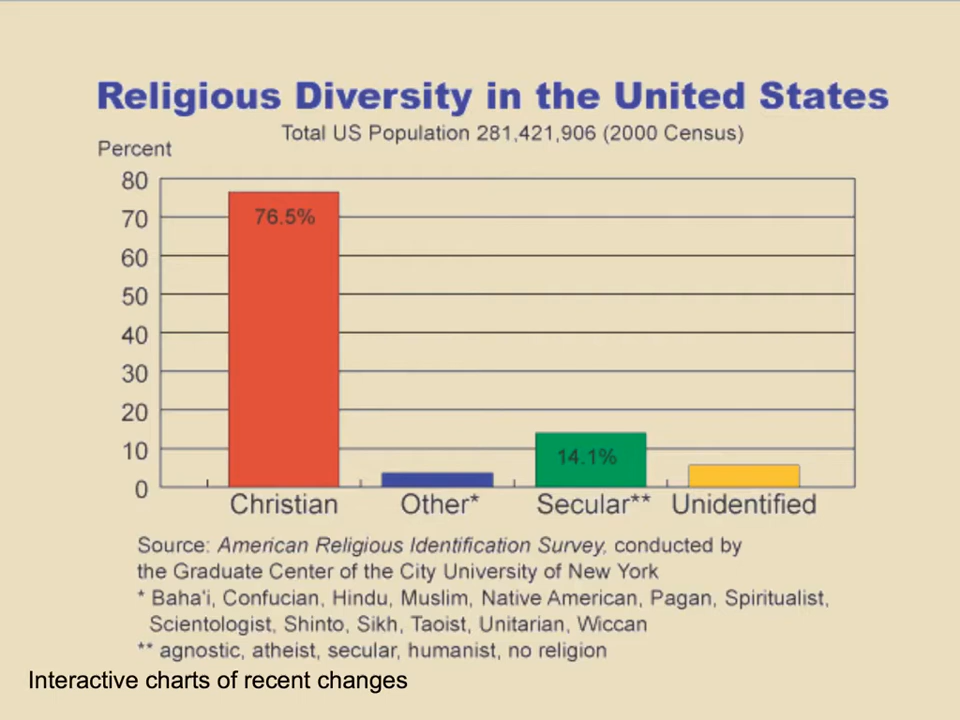 Religious Diversity in the United States
Total US Population 281,421,906 (2000 Census)
Percent
80
70
60
50
40
30
20
10
0
76.5%
14.1%
Christian Other* Secular** Unidentified
Source: American Religious Identification Survey, conducted by
the Graduate Center of the City University of New York
* Baha'i, Confucian, Hindu, Muslim, Native American, Pagan, Spiritualist,
Scientologist, Shinto, Sikh, Taoist, Unitarian, Wiccan
** agnostic, atheist, secular, humanist, no religion
Interactive charts of recent changes